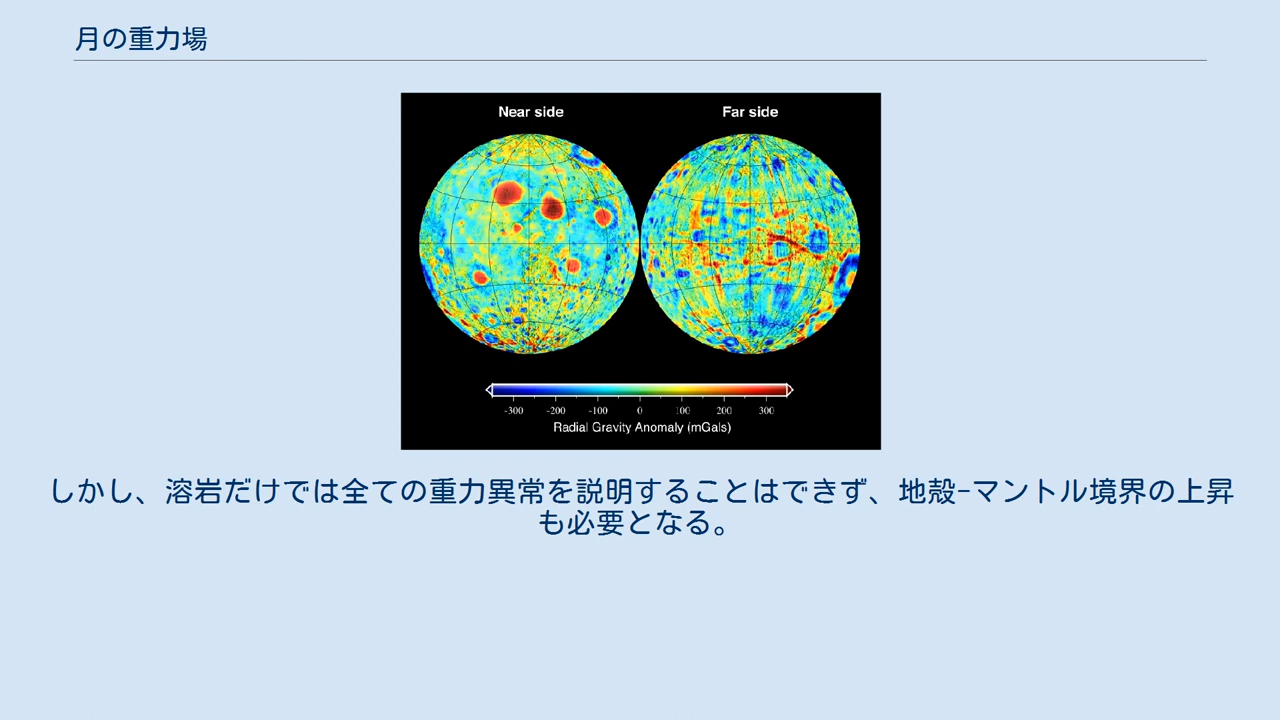 月の重力場
Near side
Far side
-300 -200 -100 0 100 200 300
Radial Gravity Anomaly (mGals)
しかし、溶岩だけでは全ての重力異常を説明することはできず、地殻-マントル境界の上昇
も必要となる。